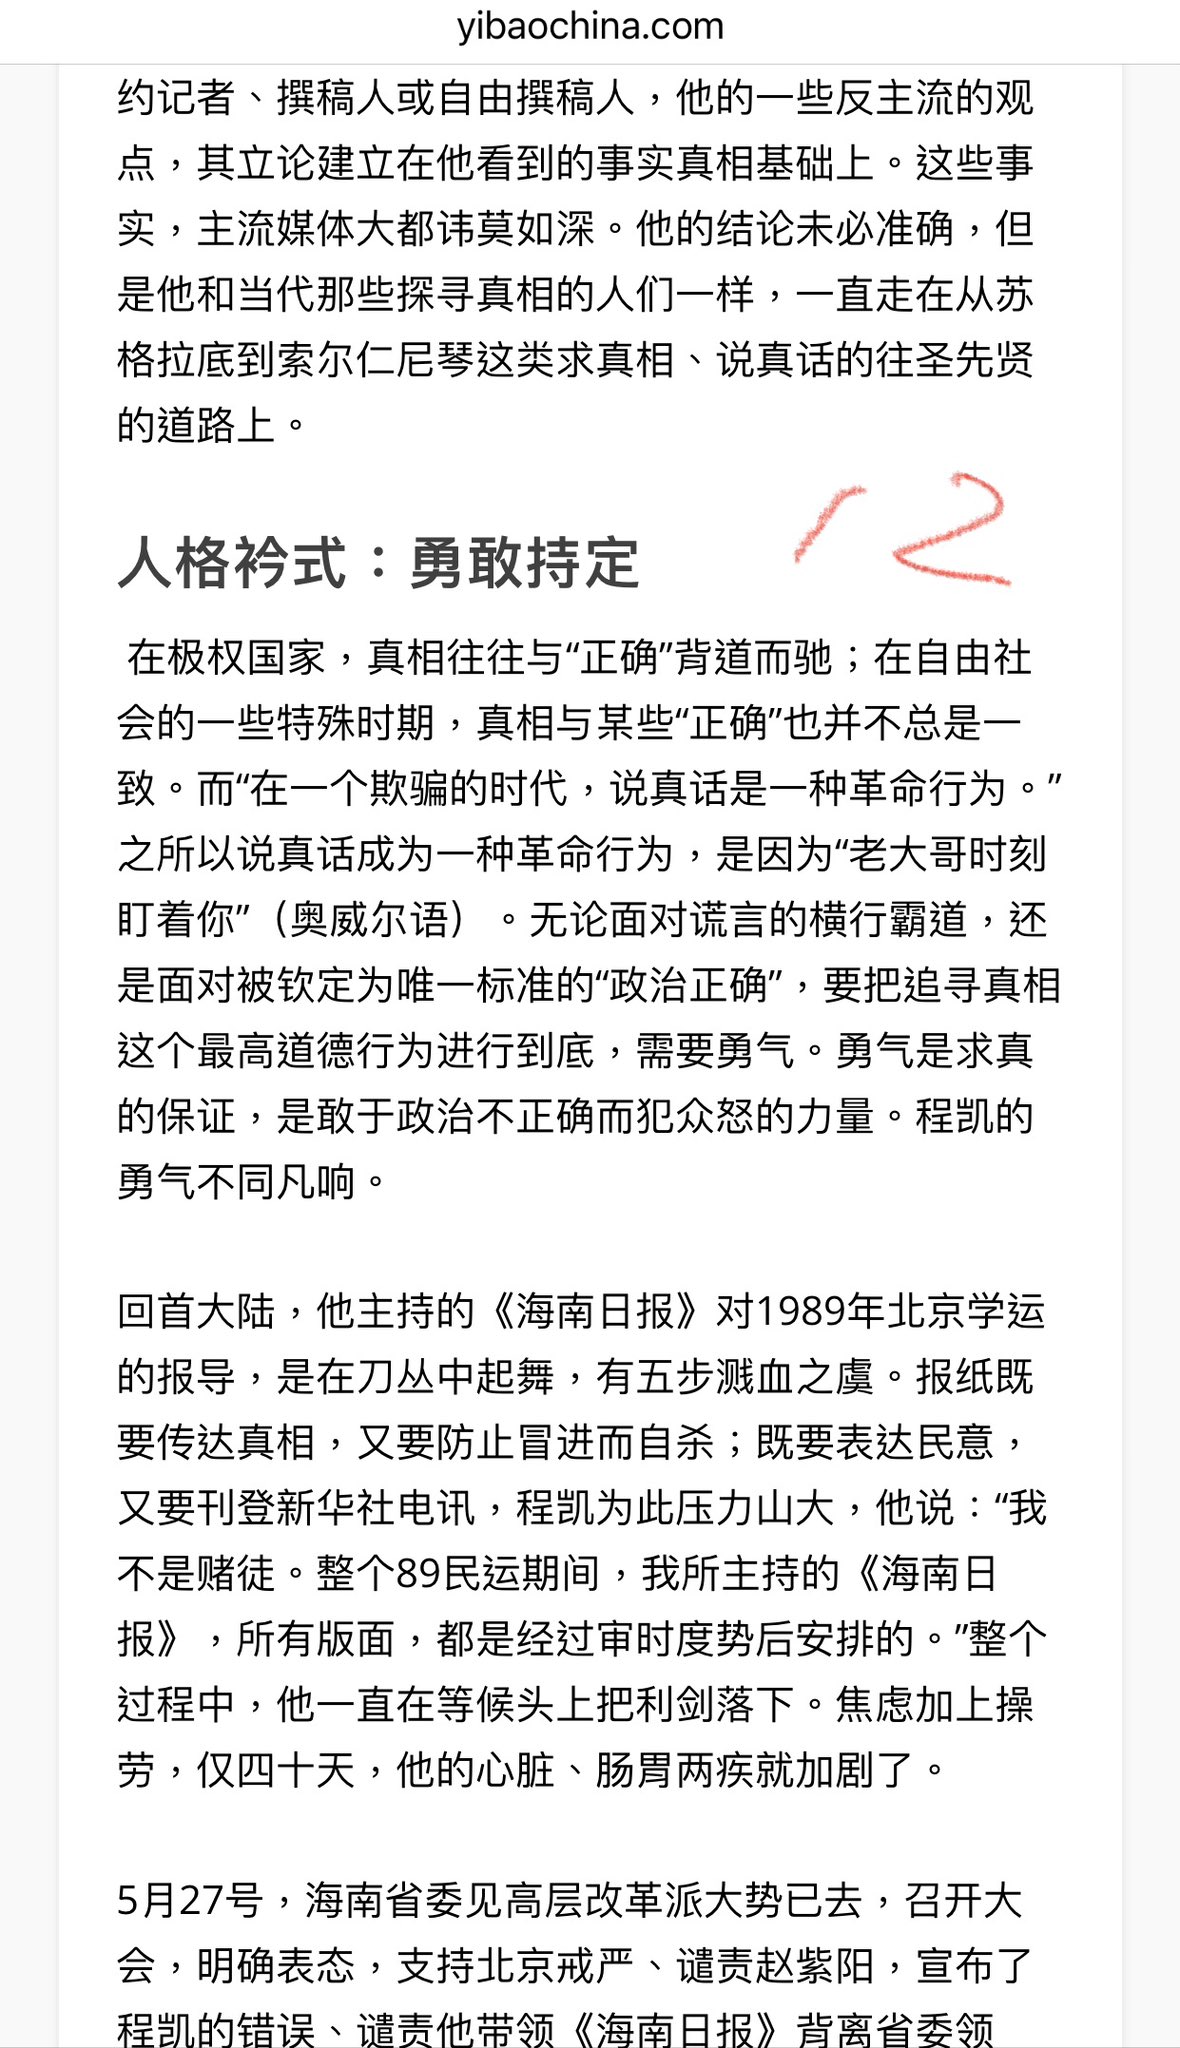 yibaochina.com
约记者、撰稿人或自由撰稿人，他的一些反主流的观
点，其立论建立在他看到的事实真相基础上。这些事
实，主流媒体大都讳莫如深。他的结论未必准确，但
是他和当代那些探寻真相的人们一样，一直走在从苏
格拉底到索尔仁尼琴这类求真相、说真话的往圣先贤
的道路上。
12
人格衿式：勇敢持定
在极权国家，真相往往与“正确”背道而驰；在自由社
会的一些特殊时期，真相与某些“正确”也并不总是一
致。而“在一个欺骗的时代，说真话是一种革命行为。”
之所以说真话成为一种革命行为，是因为“老大哥时刻
盯着你”（奥威尔语）。无论面对谎言的横行霸道，还
是面对被钦定为唯一标准的“政治正确”，要把追寻真相
这个最高道德行为进行到底，需要勇气。勇气是求真
的保证，是敢于政治不正确而犯众怒的力量。程凯的
勇气不同凡响。
回首大陆，他主持的《海南日报》对1989年北京学运
的报导，是在刀丛中起舞，有五步溅血之虞。报纸既
要传达真相，又要防止冒进而自杀；既要表达民意，
又要刊登新华社电讯，程凯为此压力山大，他说：“我
不是赌徒。整个89民运期间，我所主持的《海南日
报》，所有版面，都是经过审时度势后安排的。”整个
过程中，他一直在等候头上把利剑落下。焦虑加上操
劳，仅四十天，他的心脏、肠胃两疾就加剧了。
5月27号，海南省委见高层改革派大势已去，召开大
会，明确表态，支持北京戒严、谴责赵紫阳，宣布了
程凯的错误、谴责他带领《海南日报》背离省委领